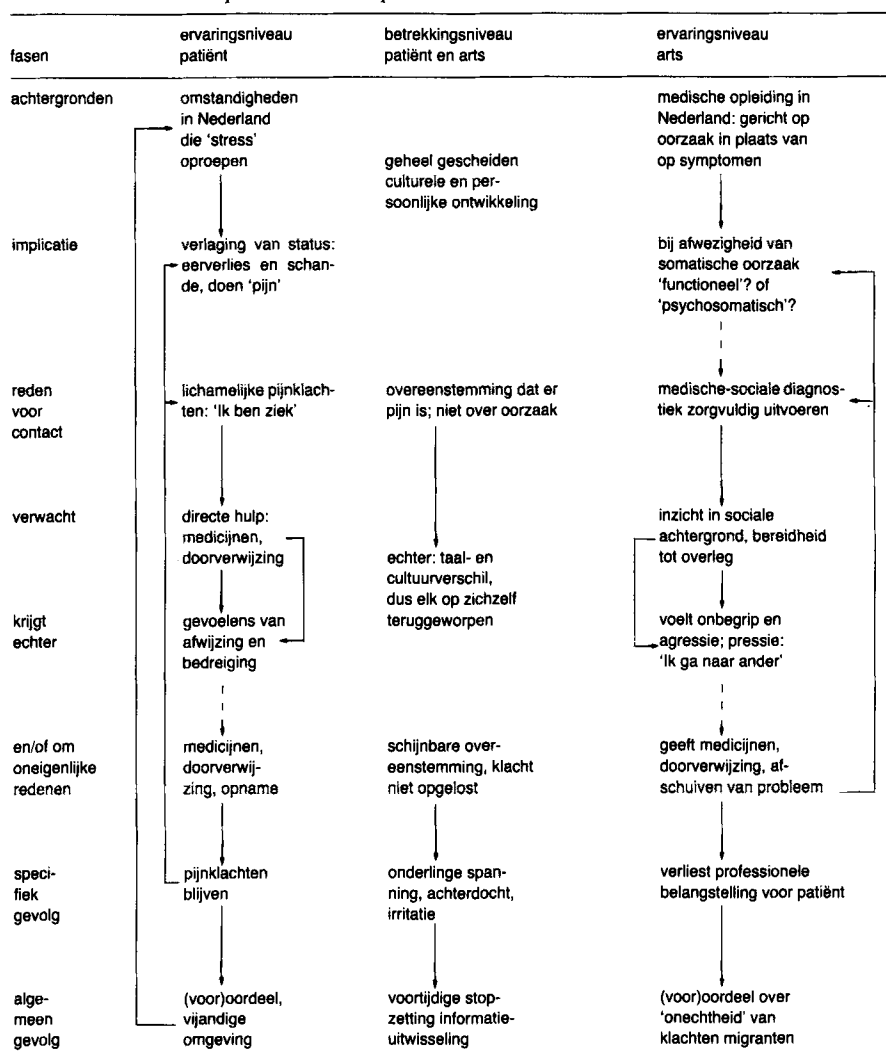 ervaringsniveau betrekkingsniveau ervaringsniveau
fasen patiënt patiënt en arts arts
achtergronden omstandigheden medische opleiding in
in Nederland Nederland: gericht op
die ‘stress’ oorzaak in plaats van
oproepen geheel gescheiden op symptomen
culturele en per-
soonlijke ontwikkeling
implicatie verlaging van status: bij afwezigheid van
eerverlies en schan- somatische oorzaak
de, doen ‘pijn’ ‘functioneel’? of
‘psychosomatisch’?
reden lichamelijke pijnklach- overeenstemming dat er medische-sociale diagnos-
voor ten: ‘Ik ben ziek’ pijn is; niet over oorzaak tiek zorgvuldig uitvoeren
contact
verwacht directe hulp: inzicht in sociale
medicijnen, achtergrond, bereidheid
doorverwijzing echter: taal- en tot overleg
cultuurverschil,
dus elk op zichzelf
krijgt gevoelens van teruggeworpen voelt onbegrip en
echter afwijzing en agressie; pressie:
bedreiging ‘Ik ga naar ander’
en/of om medicijnen, schijnbare over- geeft medicijnen,
oneigenlijke doorverwij- eenstemming, klacht doorverwijzing, af-
redenen zing, opname niet opgelost schuiven van probleem
speci- pijnklachten onderlinge span- verliest professionele
fiek blijven ning, achterdocht, belangstelling voor patiënt
gevolg irritatie
alge- (voor)oordeel, voortijdige stop- (voor)oordeel over
meen vijandige zetting informatie- ‘onechtheid’ van
gevolg omgeving uitwisseling klachten migranten